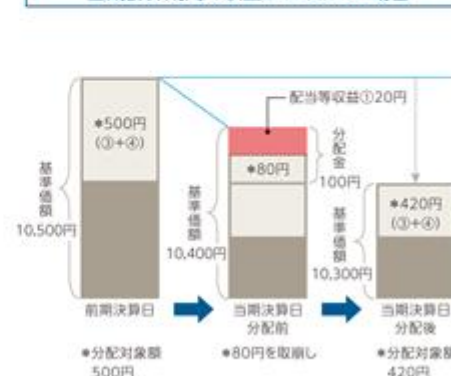 配当等収益①20円
*500円
(③+④)
基準価額
10,500円
*80円
分配金
100円
基準価額
10,400円
*420円
(③+④)
基準価額
10,300円
前期決算日
当期決算日
分配前
当期決算日
分配後
*分配対象額
500円
*80円を取崩し
*分配対象額
420円